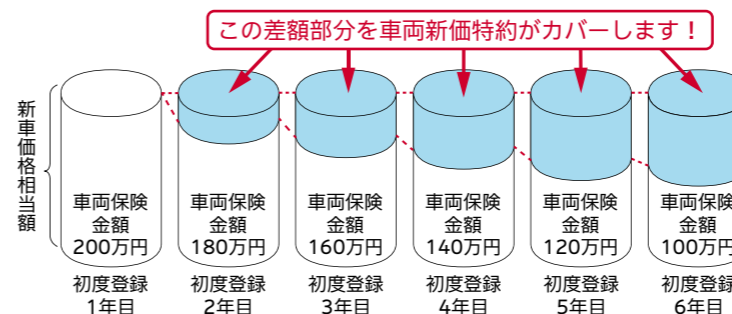 この差額部分を車両新価特約がカバーします！
新車価格相当額
車両保険
金額
200万円
初度登録
1年目
車両保険
金額
180万円
初度登録
2年目
車両保険
金額
160万円
初度登録
3年目
車両保険
金額
140万円
初度登録
4年目
車両保険
金額
120万円
初度登録
5年目
車両保険
金額
100万円
初度登録
6年目